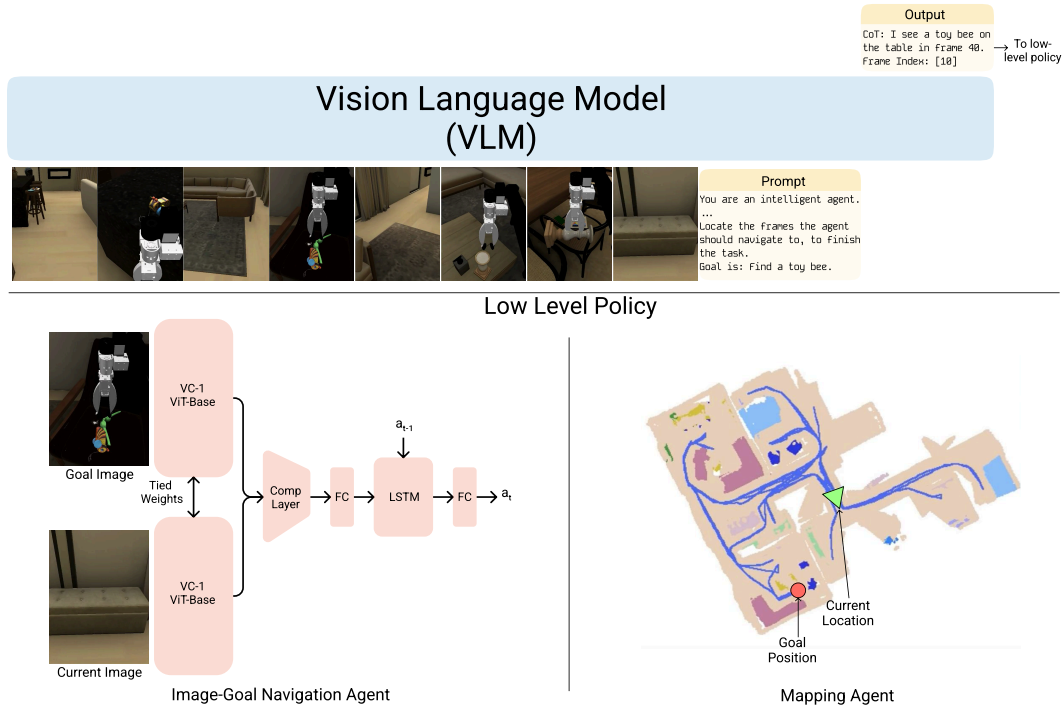 Output
CoT: I see a toy bee on
the table in frame 40.
Frame Index: [10]
To low-
level policy
Vision Language Model
(VLM)
Prompt
You are an intelligent agent.
...
Locate the frames the agent
should navigate to, to finish
the task.
Goal is: Find a toy bee.
Low Level Policy
VC-1
ViT-Base
Goal Image
Tied
Weights
VC-1
ViT-Base
Current Image
Comp
Layer
FC
a_t-1
LSTM
FC
a_t
Image-Goal Navigation Agent
Current
Location
Goal
Position
Mapping Agent